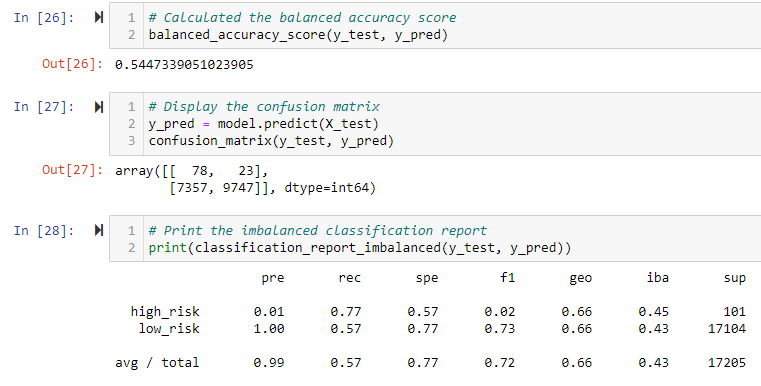 In [26]: 1 # Calculated the balanced accuracy score
2 balanced_accuracy_score(y_test, y_pred)
Out[26]: 0.5447339051023905
In [27]: 1 # Display the confusion matrix
2 y_pred = model.predict(X_test)
3 confusion_matrix(y_test, y_pred)
Out[27]: array([[ 78, 23],
[7357, 9747]], dtype=int64)
In [28]: 1 # Print the imbalanced classification report
2 print(classification_report_imbalanced(y_test, y_pred))
pre rec spe f1 geo iba sup
high_risk 0.01 0.77 0.57 0.02 0.66 0.45 101
low_risk 1.00 0.57 0.77 0.73 0.66 0.43 17104
avg / total 0.99 0.57 0.77 0.72 0.66 0.43 17205